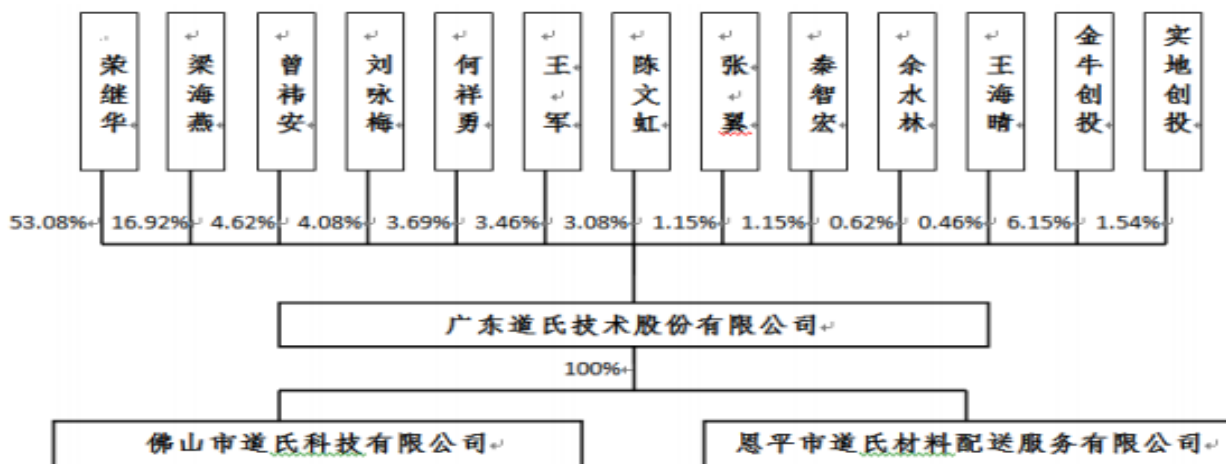 荣继华
梁海燕
曾祎安
刘咏梅
何祥勇
王军
陈文虹
张翼
秦智宏
余水林
王海晴
金牛创投
实地创投
53.08% 16.92% 4.62% 4.08% 3.69% 3.46% 3.08% 1.15% 1.15% 0.62% 0.46% 6.15% 1.54%
广东道氏技术股份有限公司
100%
佛山市道氏科技有限公司
恩平市道氏材料配送服务有限公司